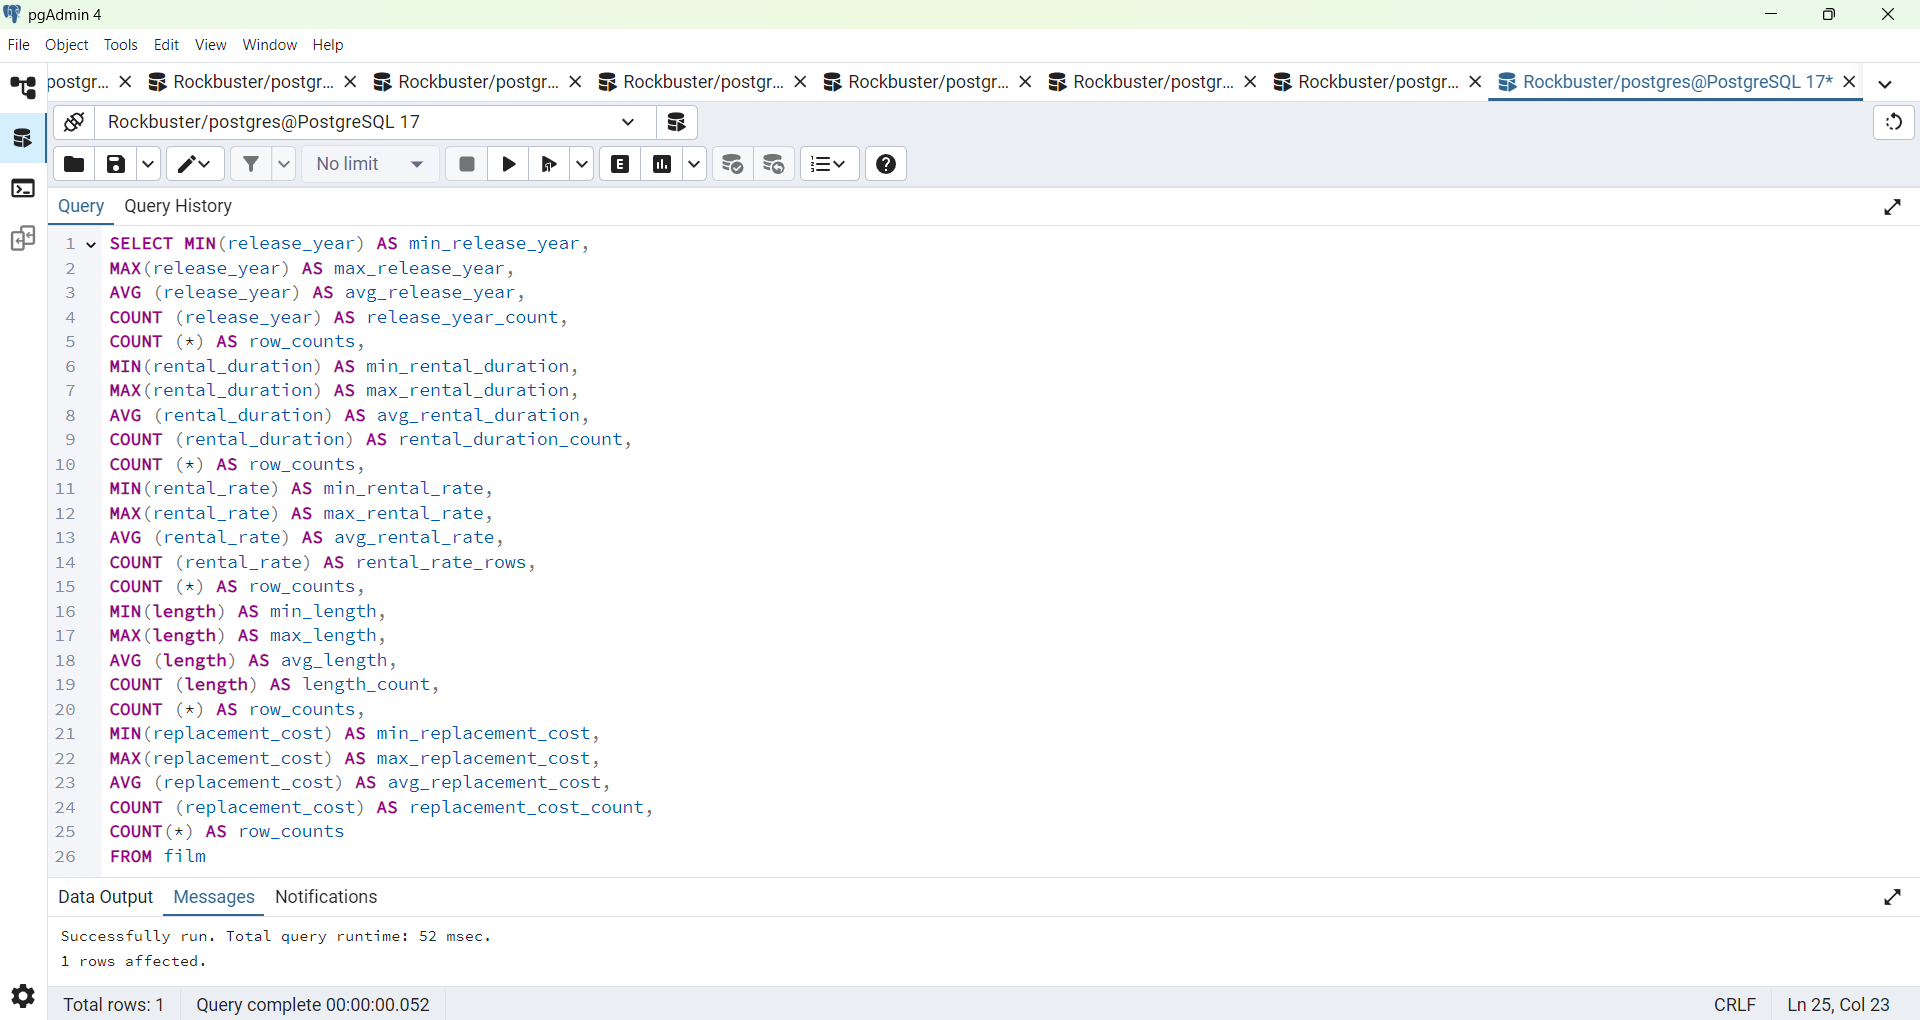 pgAdmin 4
File Object Tools Edit View Window Help
postgr... Rockbuster/postgr... Rockbuster/postgr... Rockbuster/postgr... Rockbuster/postgr... Rockbuster/postgr... Rockbuster/postgr... Rockbuster/postgres@PostgreSQL 17*
Rockbuster/postgres@PostgreSQL 17
No limit E
Query Query History
1 SELECT MIN(release_year) AS min_release_year,
2 MAX(release_year) AS max_release_year,
3 AVG (release_year) AS avg_release_year,
4 COUNT (release_year) AS release_year_count,
5 COUNT (*) AS row_counts,
6 MIN(rental_duration) AS min_rental_duration,
7 MAX(rental_duration) AS max_rental_duration,
8 AVG (rental_duration) AS avg_rental_duration,
9 COUNT (rental_duration) AS rental_duration_count,
10 COUNT (*) AS row_counts,
11 MIN(rental_rate) AS min_rental_rate,
12 MAX(rental_rate) AS max_rental_rate,
13 AVG (rental_rate) AS avg_rental_rate,
14 COUNT (rental_rate) AS rental_rate_rows,
15 COUNT (*) AS row_counts,
16 MIN(length) AS min_length,
17 MAX(length) AS max_length,
18 AVG (length) AS avg_length,
19 COUNT (length) AS length_count,
20 COUNT (*) AS row_counts,
21 MIN(replacement_cost) AS min_replacement_cost,
22 MAX(replacement_cost) AS max_replacement_cost,
23 AVG (replacement_cost) AS avg_replacement_cost,
24 COUNT (replacement_cost) AS replacement_cost_count,
25 COUNT(*) AS row_counts
26 FROM film
Data Output Messages Notifications
Successfully run. Total query runtime: 52 msec.
1 rows affected.
Total rows: 1 Query complete 00:00:00.052 CRLF Ln 25, Col 23